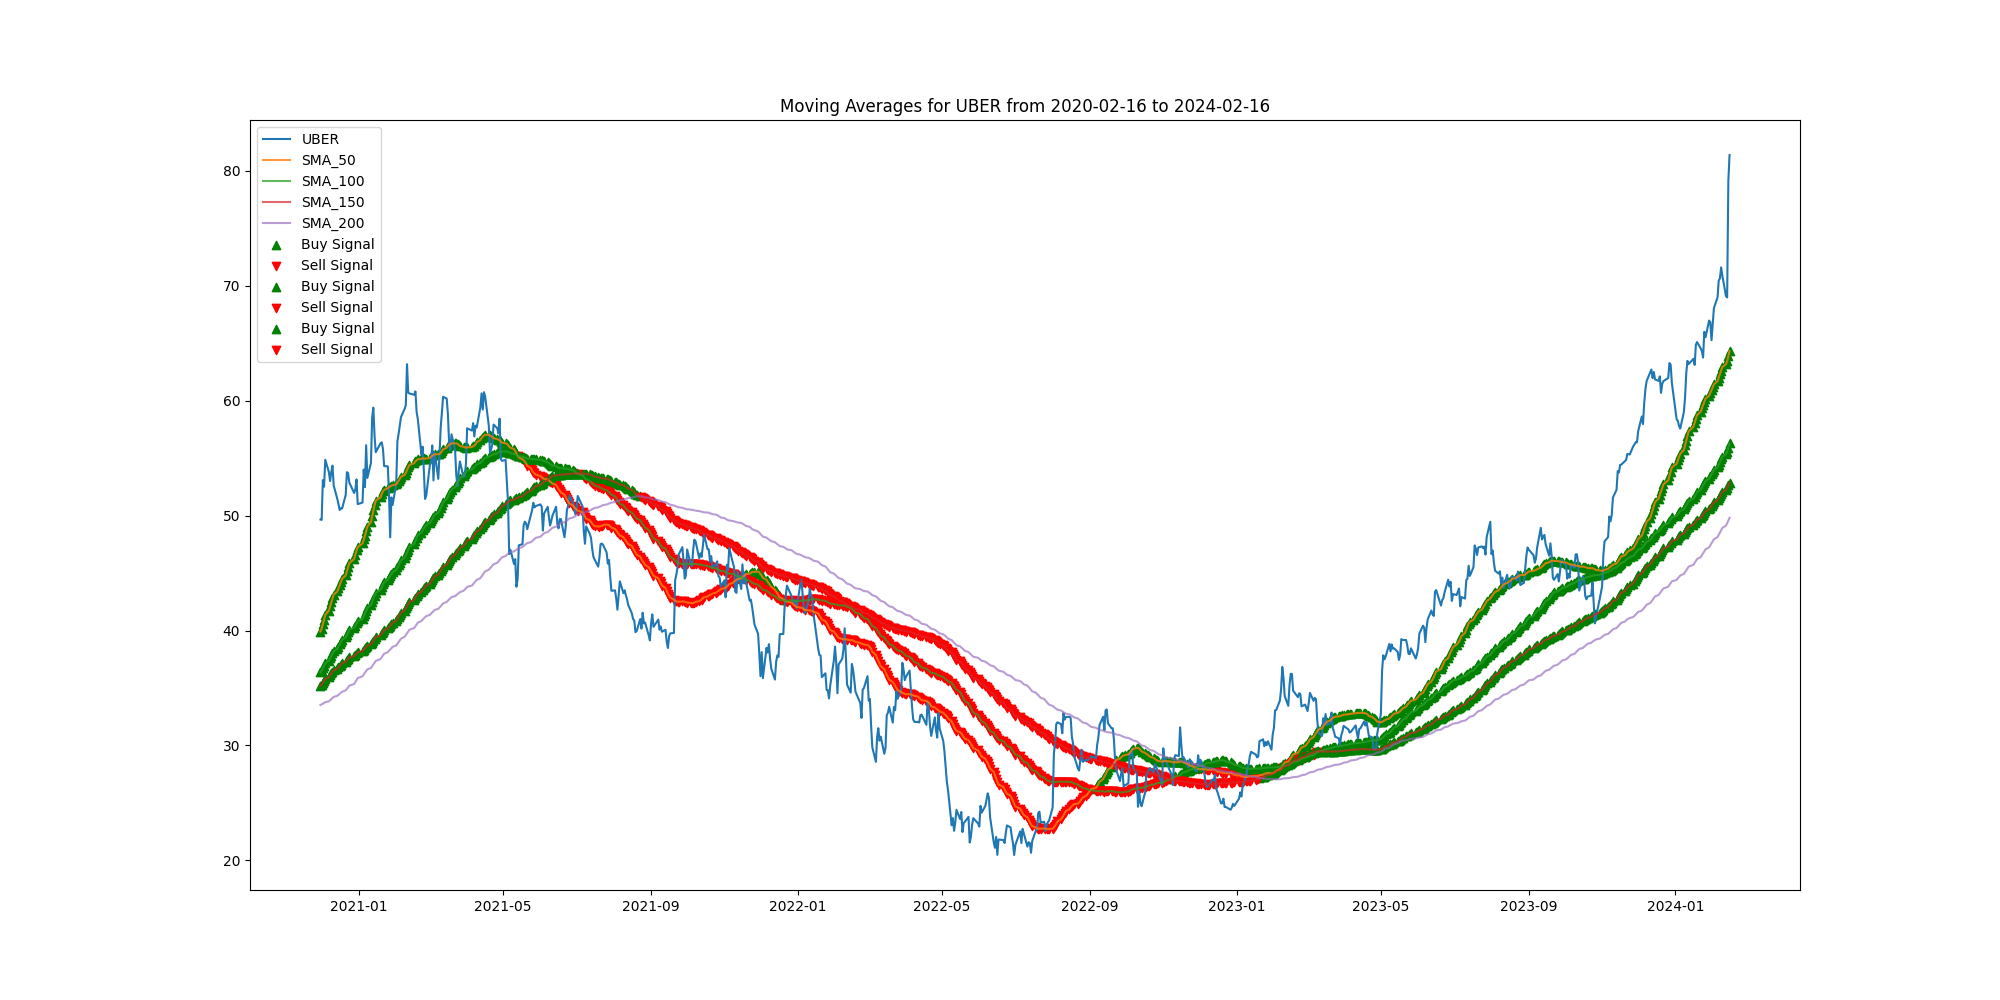 Moving Averages for UBER from 2020-02-16 to 2024-02-16
UBER
SMA_50
SMA_100
SMA_150
SMA_200
Buy Signal
Sell Signal
Buy Signal
Sell Signal
Buy Signal
Sell Signal
80
70
60
50
40
30
20
2021-01 2021-05 2021-09 2022-01 2022-05 2022-09 2023-01 2023-05 2023-09 2024-01